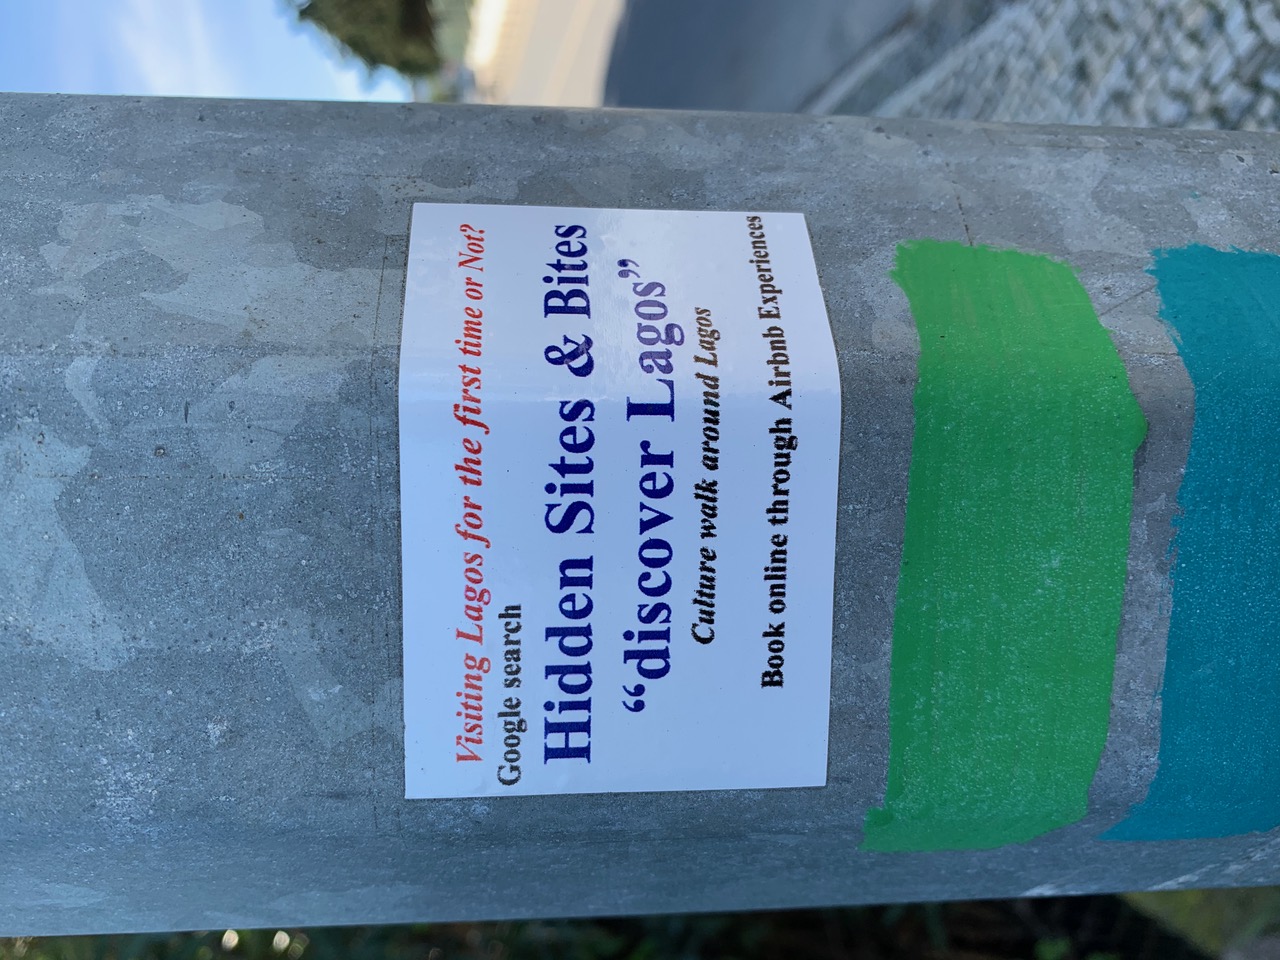 Visiting Lagos for the first time or Not?
Google search
Hidden Sites & Bites
“discover Lagos”
Culture walk around Lagos
Book online through Airbnb Experiences